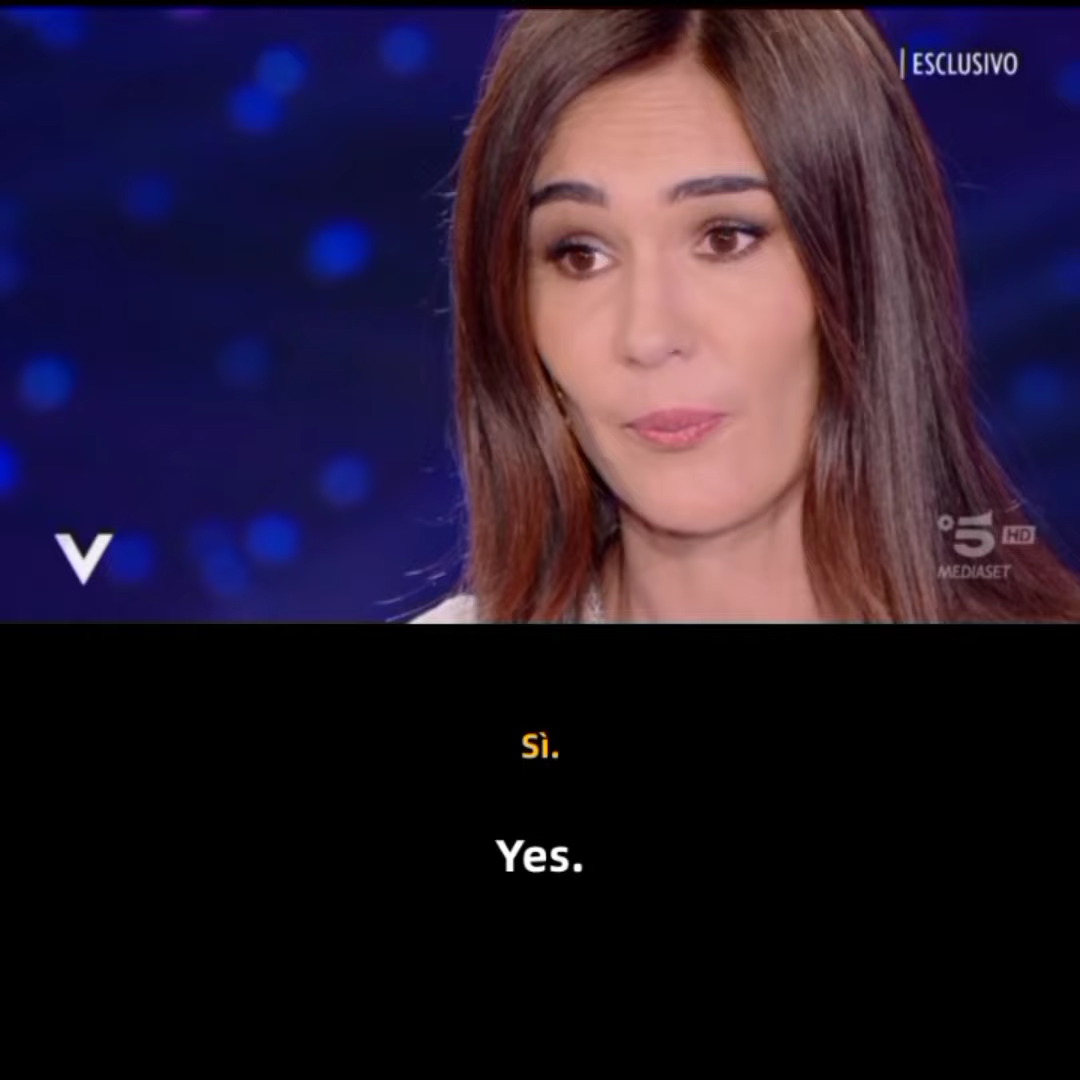 | ESCLUSIVO
V
5 HD
MEDIASET
Sì.
Yes.